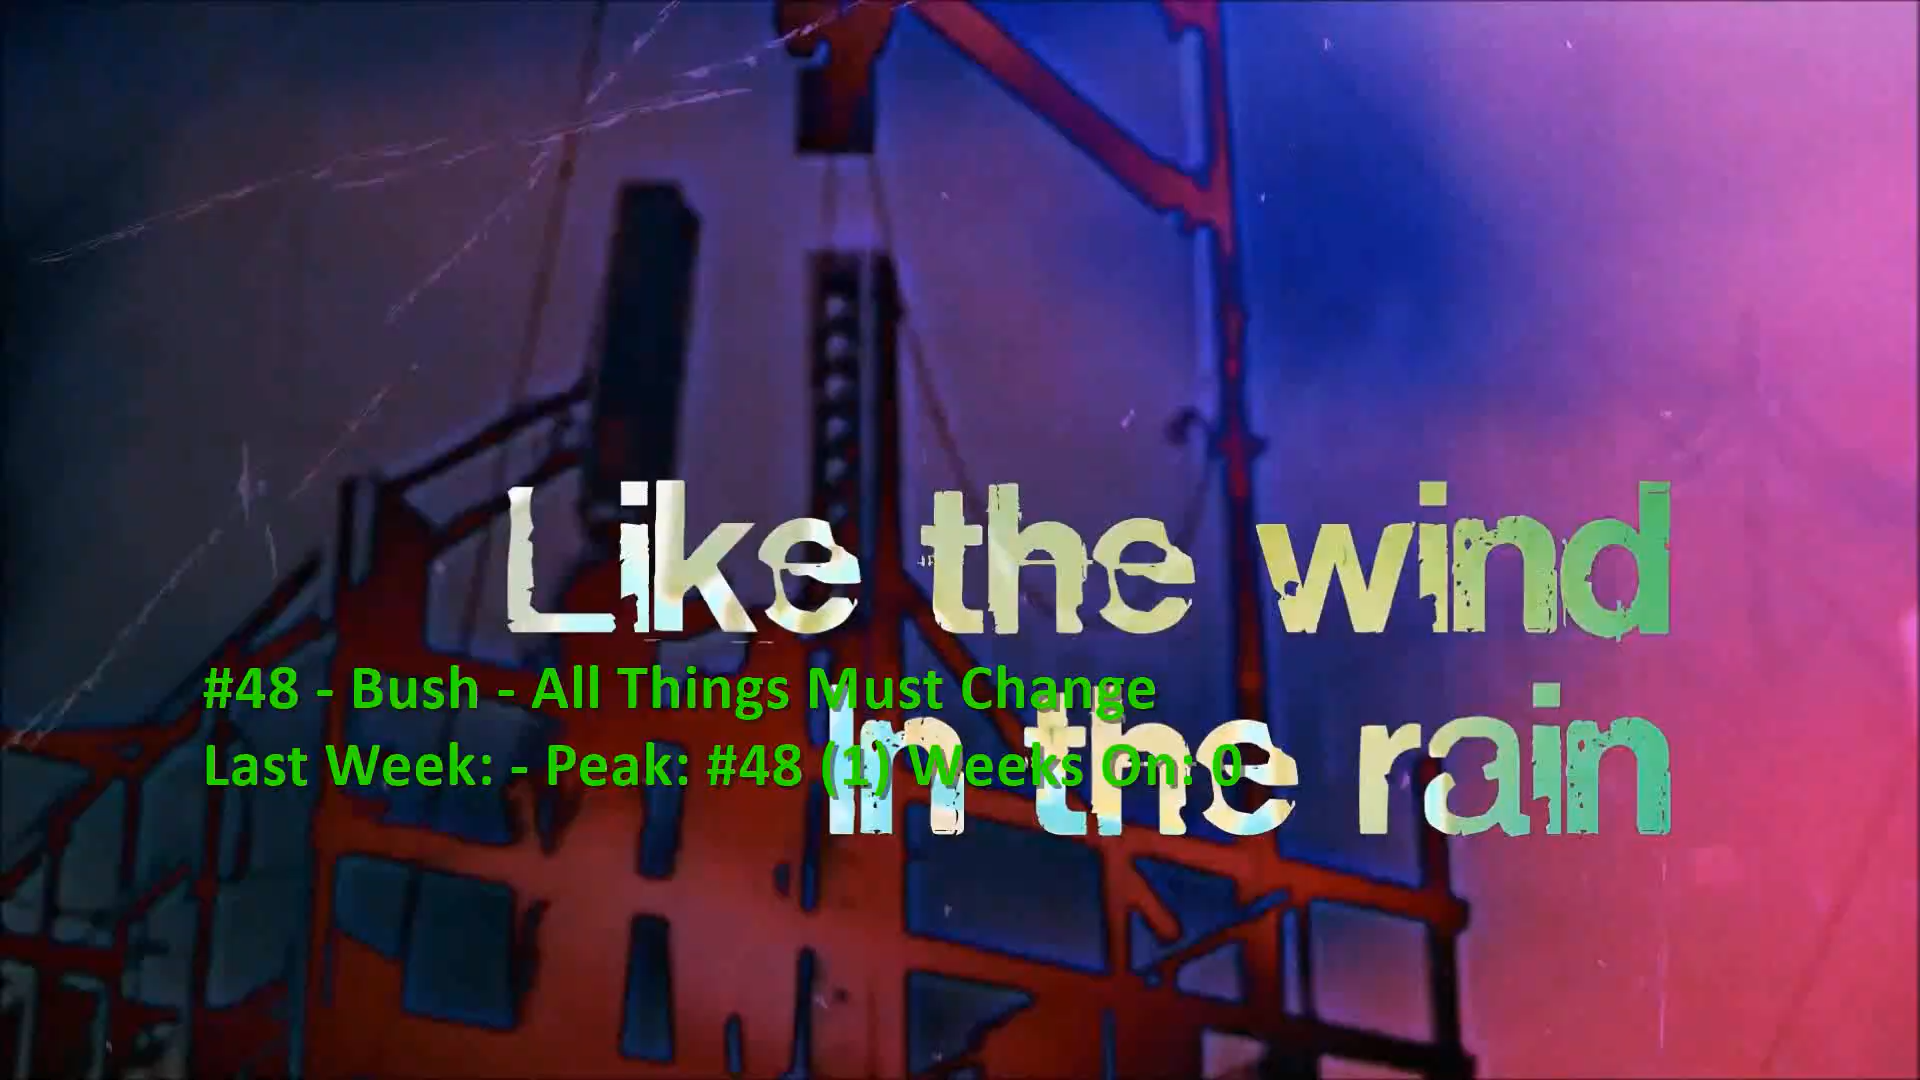 Like the wind
#48 - Bush - All Things Must Change
In the rain
Last Week: - Peak: #48 (1) Weeks On: 0